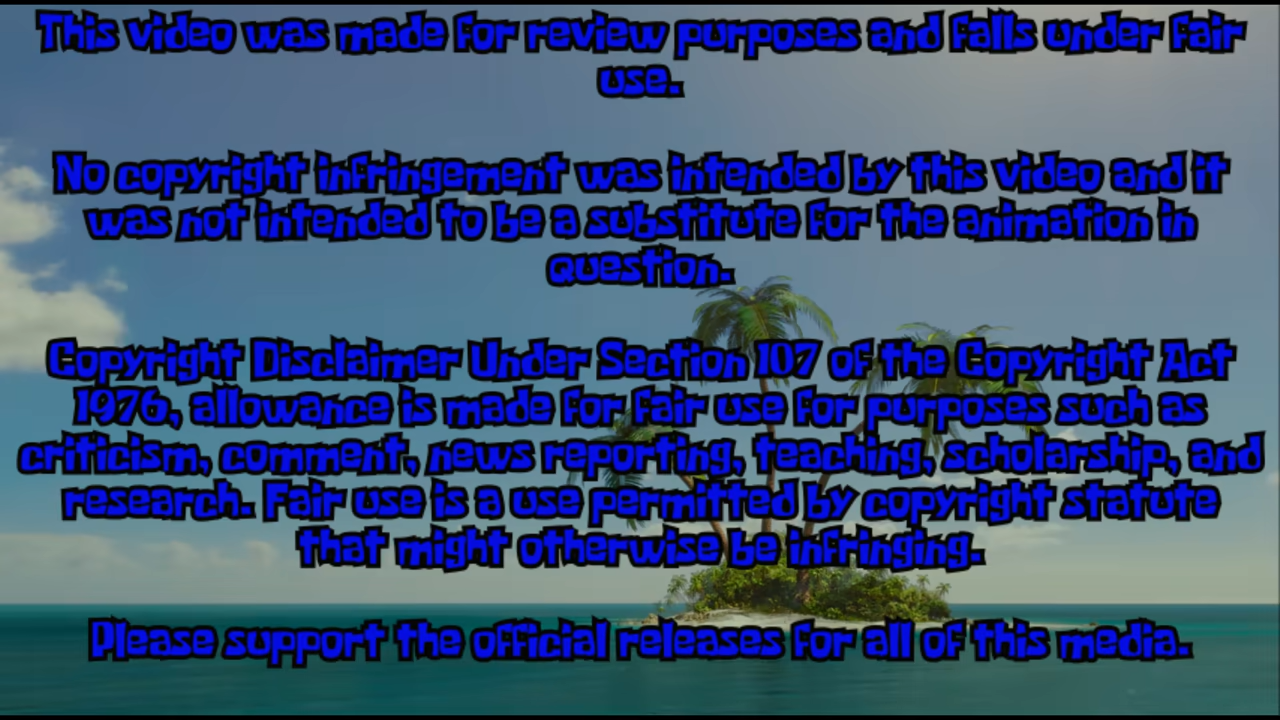 This video was made for review purposes and falls under fair
use.
No copyright infringement was intended by this video and it
was not intended to be a substitute for the animation in
question.
Copyright Disclaimer Under Section 107 of the Copyright Act
1976, allowance is made for fair use for purposes such as
criticism, comment, news reporting, teaching, scholarship, and
research. Fair use is a use permitted by copyright statute
that might otherwise be infringing.
Please support the official releases for all of this media.